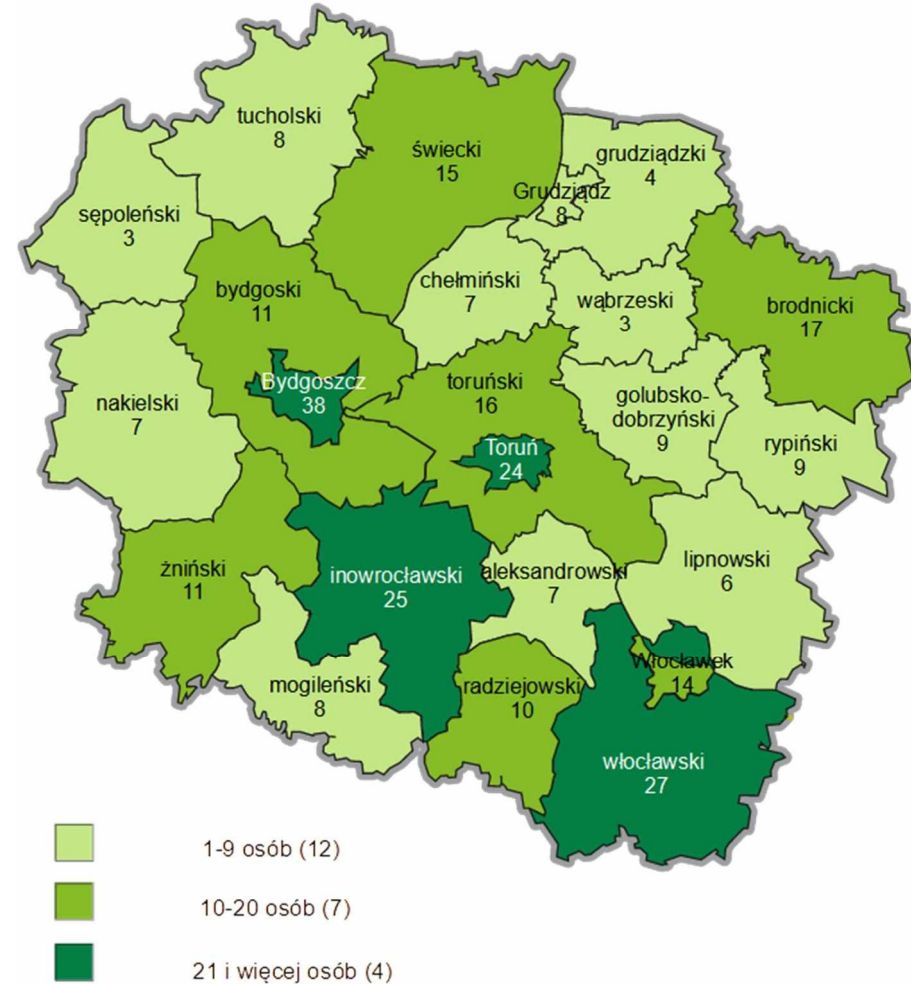 tucholski
8
świecki
15
grudziądzki
4
Grudziądz
8
sępoleński
3
bydgoski
11
chełmiński
7
wąbrzeski
3
brodnicki
17
Bydgoszcz
38
toruński
16
nakielski
7
golubsko-
dobrzyński
9
rypiński
9
Toruń
24
żniński
11
inowrocławski
25
aleksandrowski
7
lipnowski
6
mogileński
8
radziejowski
10
Włocławek
14
włocławski
27
1-9 osób (12)
10-20 osób (7)
21 i więcej osób (4)